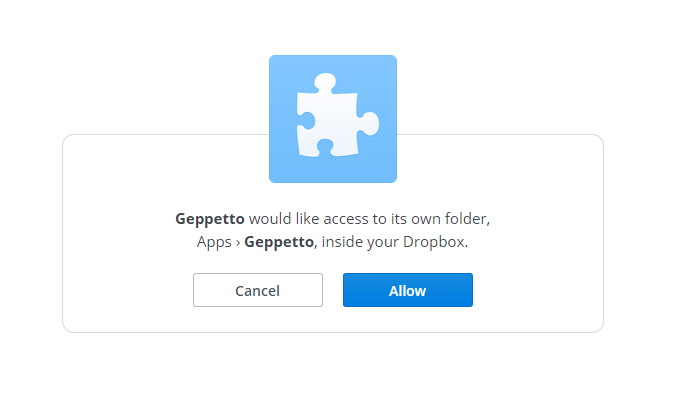 Geppetto would like access to its own folder,
Apps › Geppetto, inside your Dropbox.
Cancel
Allow